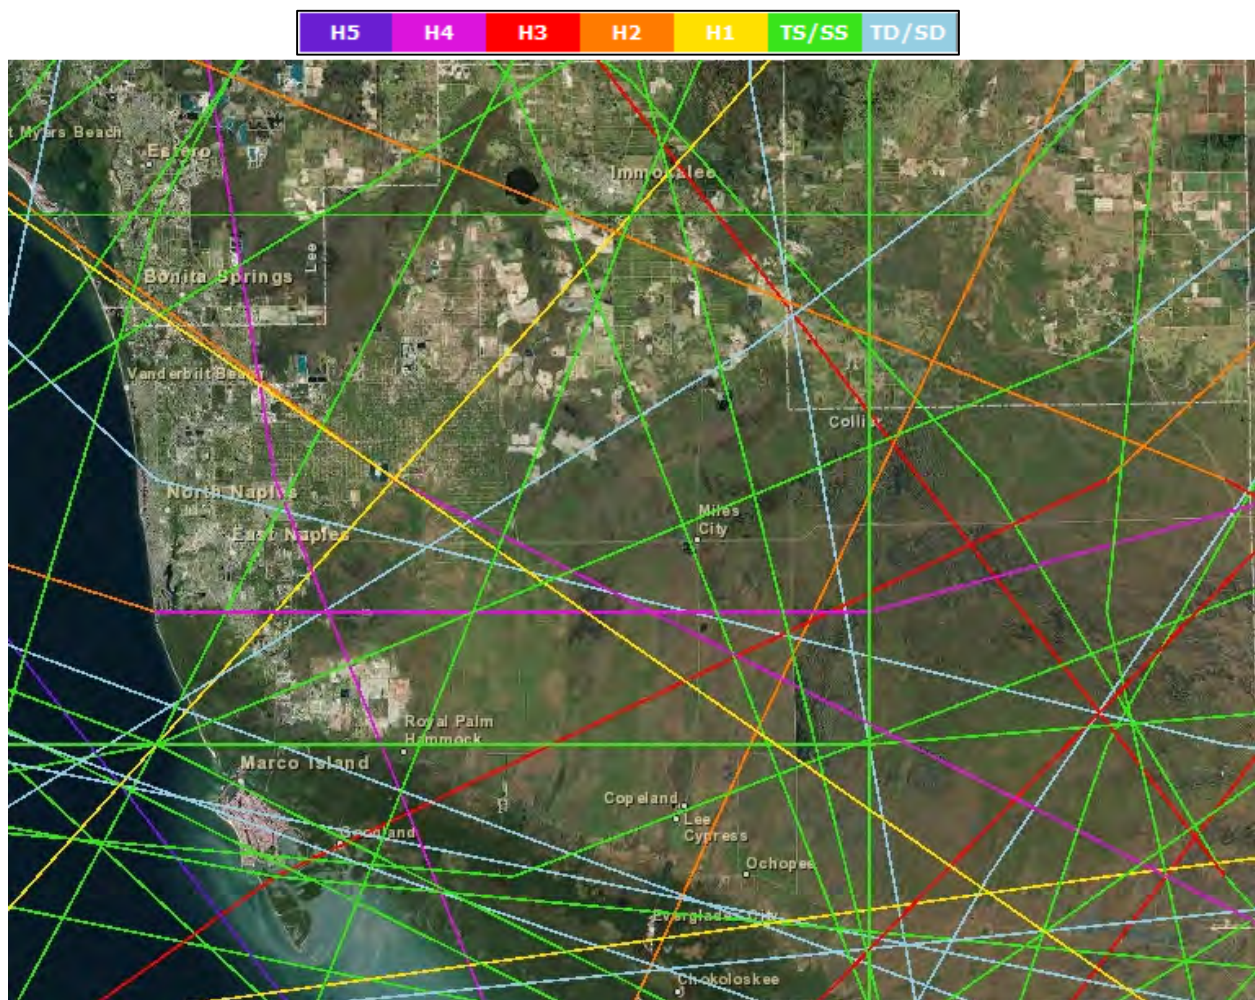 H5 H4 H3 H2 H1 TS/SS TD/SD
t Myers Beach
Estero
Immokalee
Lee
Bonita Springs
Vanderbilt Beach
Collier
North Naples
East Naples
Miles
City
Royal Palm
Hammock
Marco Island
Copeland
Lee
Cypress
Goodland
Ochopee
Everglades City
Chokoloskee